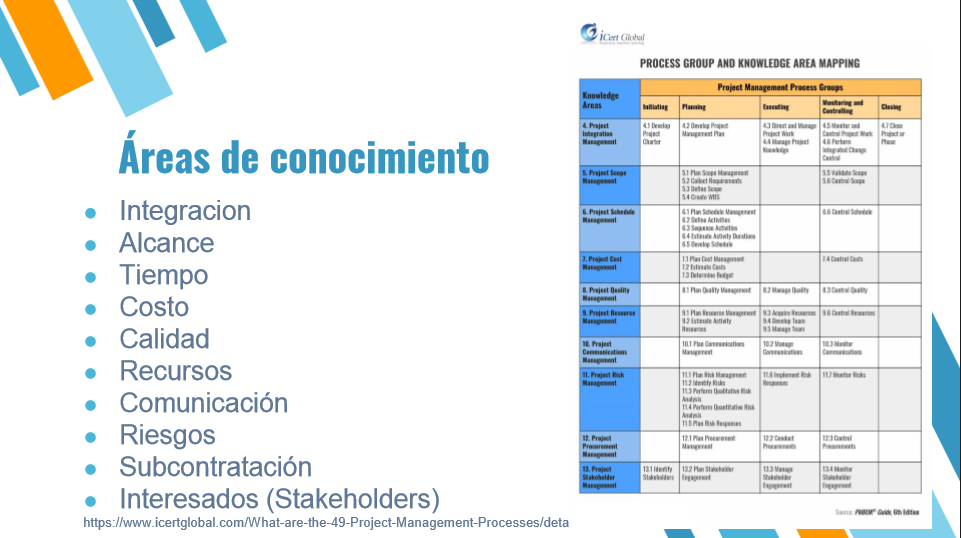 Áreas de conocimiento
Integracion
Alcance
Tiempo
Costo
Calidad
Recursos
Comunicación
Riesgos
Subcontratación
Interesados (Stakeholders)
https://www.icertglobal.com/What-are-the-49-Project-Management-Processes/deta
iCert Global
PROCESS GROUP AND KNOWLEDGE AREA MAPPING
Knowledge Areas
Project Management Process Groups
Initiating
Planning
Executing
Monitoring and
Controlling
Closing
4. Project
Integration
Management
4.1 Develop
Project
Charter
4.2 Develop Project
Management Plan
4.3 Direct and Manage
Project Work
4.4 Manage Project
Knowledge
4.5 Monitor and
Control Project Work
4.6 Perform
Integrated Change
Control
4.7 Close
Project or
Phase
5. Project Scope
Management
5.1 Plan Scope Management
5.2 Collect Requirements
5.3 Define Scope
5.4 Create WBS
5.5 Validate Scope
5.6 Control Scope
6. Project Schedule
Management
6.1 Plan Schedule Management
6.2 Define Activities
6.3 Sequence Activities
6.4 Estimate Activity Durations
6.5 Develop Schedule
6.6 Control Schedule
7. Project Cost
Management
7.1 Plan Cost Management
7.2 Estimate Costs
7.3 Determine Budget
7.4 Control Costs
8. Project Quality
Management
8.1 Plan Quality Management
8.2 Manage Quality
8.3 Control Quality
9. Project Resource
Management
9.1 Plan Resource Management
9.2 Estimate Activity
Resources
9.3 Acquire Resources
9.4 Develop Team
9.5 Manage Team
9.6 Control Resources
10. Project
Communications
Management
10.1 Plan Communications
Management
10.2 Manage
Communications
10.3 Monitor
Communications
11. Project Risk
Management
11.1 Plan Risk Management
11.2 Identify Risks
11.3 Perform Qualitative Risk
Analysis
11.4 Perform Quantitative Risk
Analysis
11.5 Plan Risk Responses
11.6 Implement Risk
Responses
11.7 Monitor Risks
12. Project
Procurement
Management
12.1 Plan Procurement
Management
12.2 Conduct
Procurements
12.3 Control
Procurements
13. Project
Stakeholder
Management
13.1 Identify
Stakeholders
13.2 Plan Stakeholder
Engagement
13.3 Manage
Stakeholder
Engagement
13.4 Monitor
Stakeholder
Engagement
Source: PMBOK® Guide, 6th Edition